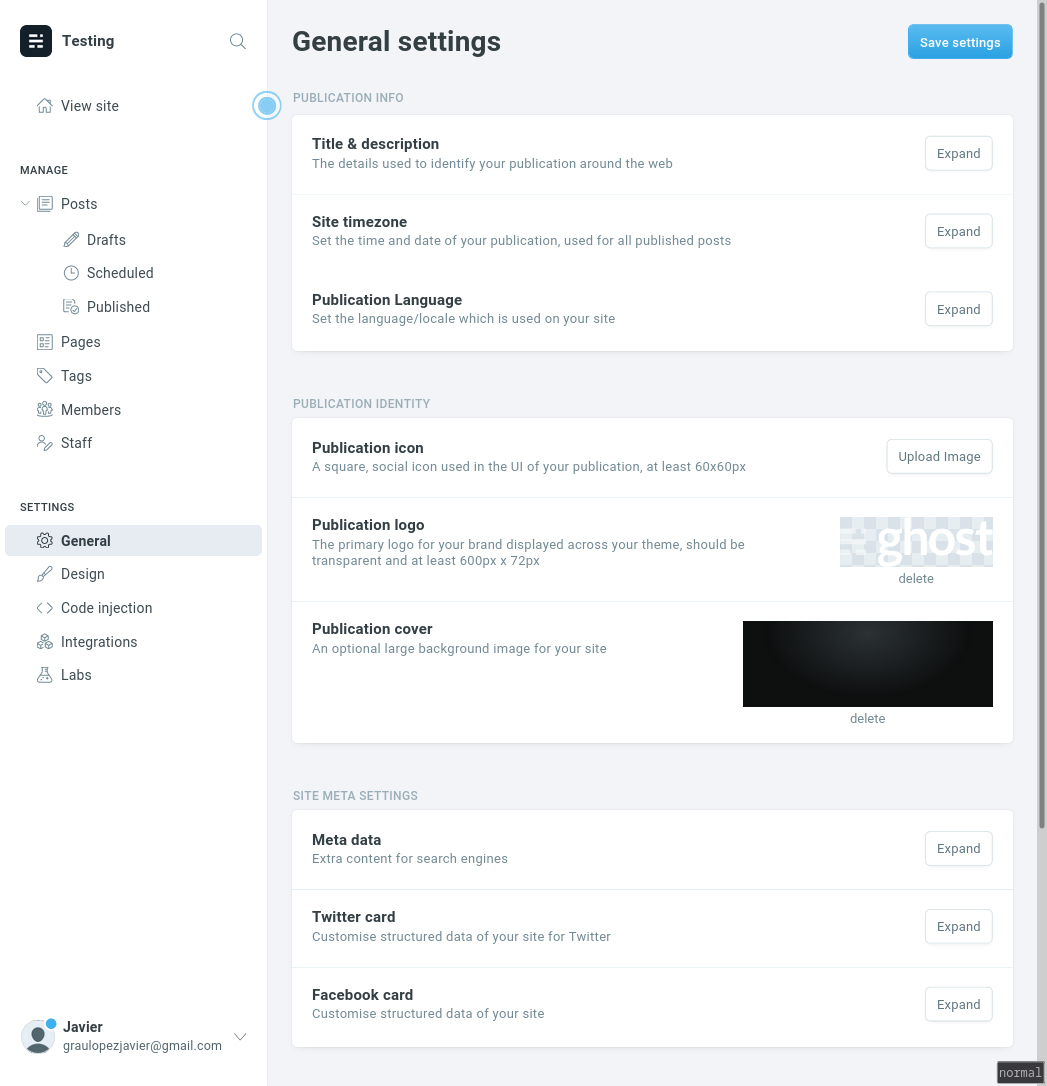 Testing
View site
MANAGE
Posts
Drafts
Scheduled
Published
Pages
Tags
Members
Staff
SETTINGS
General
Design
Code injection
Integrations
Labs
Javier
graulopezjavier@gmail.com
General settings
Save settings
PUBLICATION INFO
Title & description
The details used to identify your publication around the web
Expand
Site timezone
Set the time and date of your publication, used for all published posts
Expand
Publication Language
Set the language/locale which is used on your site
Expand
PUBLICATION IDENTITY
Publication icon
A square, social icon used in the UI of your publication, at least 60x60px
Upload Image
Publication logo
The primary logo for your brand displayed across your theme, should be
transparent and at least 600px x 72px
ghost
delete
Publication cover
An optional large background image for your site
delete
SITE META SETTINGS
Meta data
Extra content for search engines
Expand
Twitter card
Customise structured data of your site for Twitter
Expand
Facebook card
Customise structured data of your site
Expand
normal